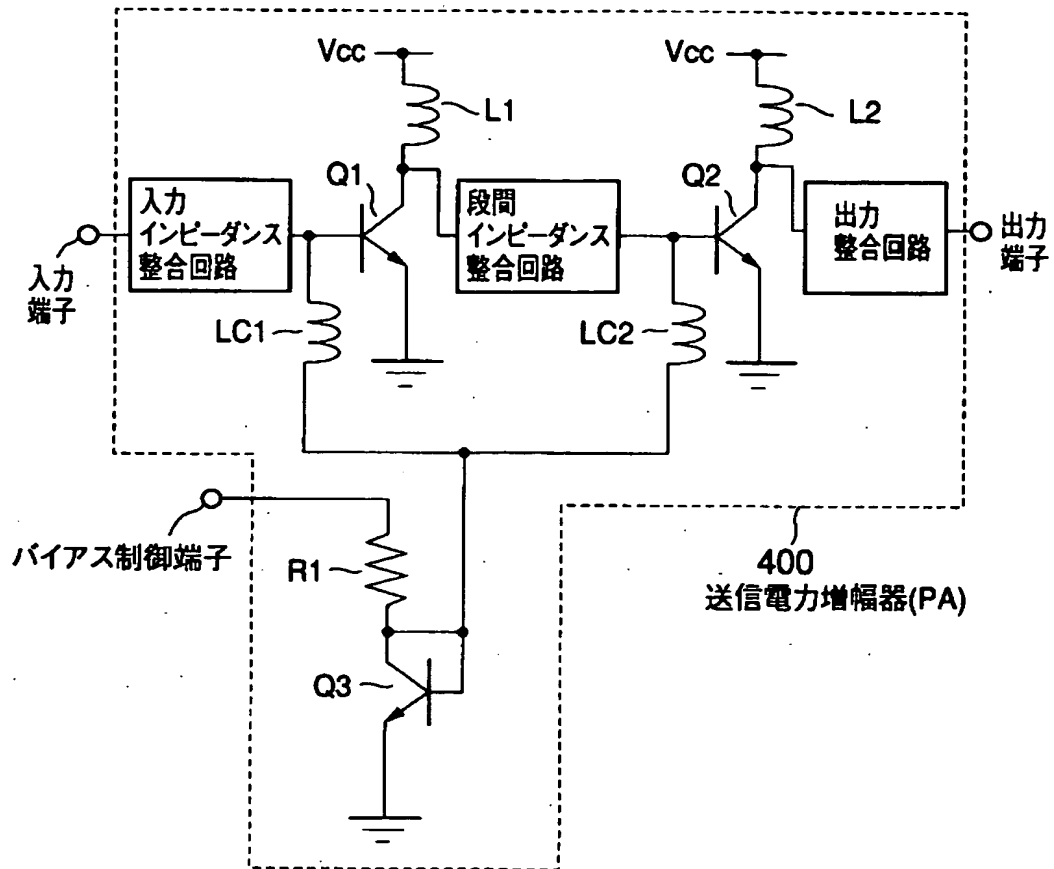 Vcc
Vcc
L1
L2
Q1
Q2
入力
インピーダンス
整合回路
段間
インピーダンス
整合回路
出力
整合回路
入力
端子
出力
端子
LC1
LC2
バイアス制御端子
R1
400
送信電力増幅器(PA)
Q3